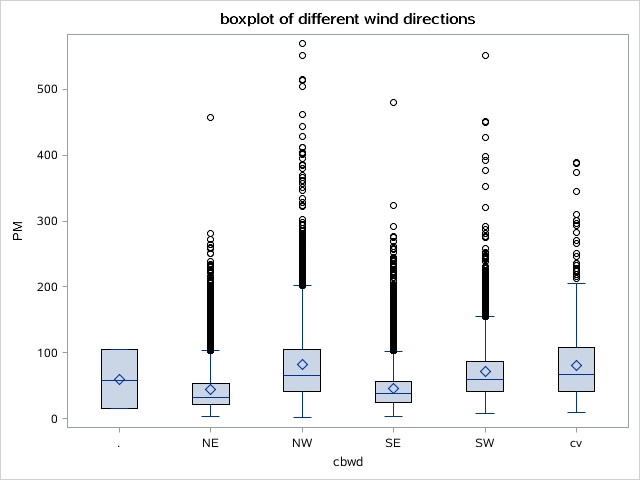 boxplot of different wind directions
500
400
300
200
100
0
PM
. NE NW SE SW cv
cbwd